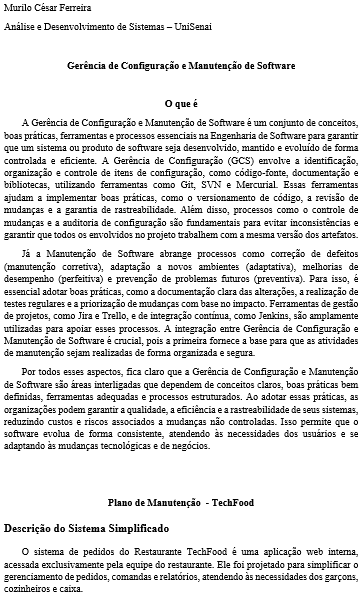 Murilo César Ferreira
Análise e Desenvolvimento de Sistemas – UniSenai
Gerência de Configuração e Manutenção de Software
O que é
A Gerência de Configuração e Manutenção de Software é um conjunto de conceitos,
boas práticas, ferramentas e processos essenciais na Engenharia de Software para garantir
que um sistema ou produto de software seja desenvolvido, mantido e evoluído de forma
controlada e eficiente. A Gerência de Configuração (GCS) envolve a identificação,
organização e controle de itens de configuração, como código-fonte, documentação e
bibliotecas, utilizando ferramentas como Git, SVN e Mercurial. Essas ferramentas
ajudam a implementar boas práticas, como o versionamento de código, a revisão de
mudanças e a garantia de rastreabilidade. Além disso, processos como o controle de
mudanças e a auditoria de configuração são fundamentais para evitar inconsistências e
garantir que todos os envolvidos no projeto trabalhem com a mesma versão dos artefatos.
Já a Manutenção de Software abrange processos como correção de defeitos
(manutenção corretiva), adaptação a novos ambientes (adaptativa), melhorias de
desempenho (perfeitiva) e prevenção de problemas futuros (preventiva). Para isso, é
essencial adotar boas práticas, como a documentação clara das alterações, a realização de
testes regulares e a priorização de mudanças com base no impacto. Ferramentas de gestão
de projetos, como Jira e Trello, e de integração contínua, como Jenkins, são amplamente
utilizadas para apoiar esses processos. A integração entre Gerência de Configuração e
Manutenção de Software é crucial, pois a primeira fornece a base para que as atividades
de manutenção sejam realizadas de forma organizada e segura.
Por todos esses aspectos, fica claro que a Gerência de Configuração e Manutenção
de Software são áreas interligadas que dependem de conceitos claros, boas práticas bem
definidas, ferramentas adequadas e processos estruturados. Ao adotar essas práticas, as
organizações podem garantir a qualidade, a eficiência e a rastreabilidade de seus sistemas,
reduzindo custos e riscos associados a mudanças não controladas. Isso permite que o
software evolua de forma consistente, atendendo às necessidades dos usuários e se
adaptando às mudanças tecnológicas e de negócios.
Plano de Manutenção - TechFood
Descrição do Sistema Simplificado
O sistema de pedidos do Restaurante TechFood é uma aplicação web interna,
acessada exclusivamente pela equipe do restaurante. Ele foi projetado para simplificar o
gerenciamento de pedidos, comandas e relatórios, atendendo às necessidades dos garçons,
cozinheiros e caixa.